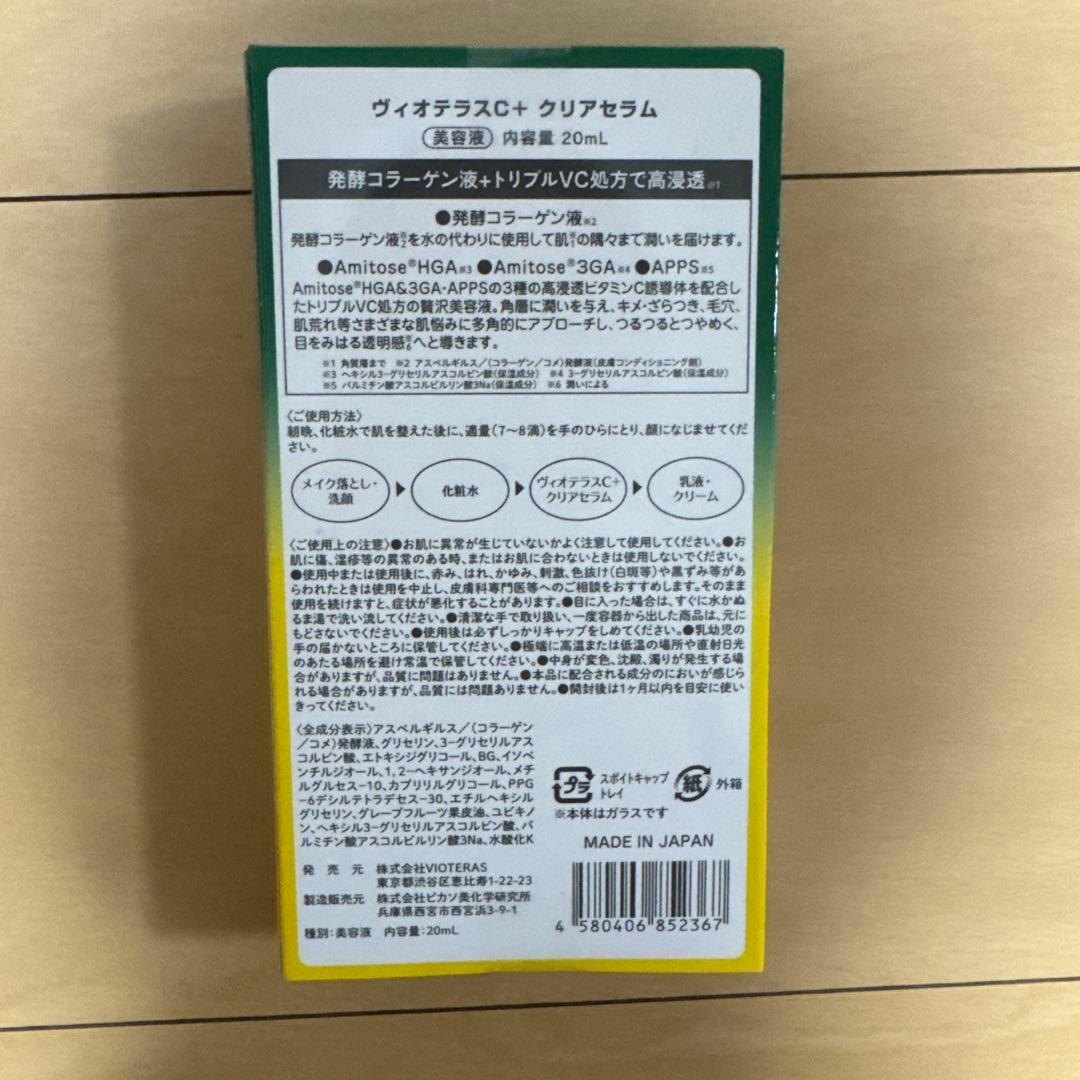 ヴィオテラスC+ クリアセラム
美容液 内容量 20mL
発酵コラーゲン液+トリプルVC処方で高浸透※1
●発酵コラーゲン液※2
発酵コラーゲン液※2を水の代わりに使用して肌※1の隅々まで潤いを届けます。
●Amitose®HGA※3 ●Amitose®3GA※4 ●APPS※5
Amitose®HGA&3GA・APPSの3種の高浸透ビタミンC誘導体を配合し
たトリプルVC処方の贅沢美容液。角層に潤いを与え、キメ・ざらつき、毛穴、
肌荒れ等さまざまな肌悩みに多角的にアプローチし、つるつるとつやめく、
目をみはる透明感※6へと導きます。
※1 角質層まで ※2 アスペルギルス/(コラーゲン/コメ)発酵液(皮膚コンディショニング剤)
※3 ヘキシル3-グリセリルアスコルビン酸(保湿成分) ※4 3-グリセリルアスコルビン酸(保湿成分)
※5 パルミチン酸アスコルビルリン酸3Na(保湿成分) ※6 潤いによる
〈ご使用方法〉
朝晩、化粧水で肌を整えた後に、適量(7~8滴)を手のひらにとり、顔になじませてくだ
さい。
メイク落とし・
洗顔
化粧水
ヴィオテラスC+
クリアセラム
乳液・
クリーム
〈ご使用上の注意〉●お肌に異常が生じていないかよく注意して使用してください。●お
肌に傷、湿疹等の異常のある時、またはお肌に合わないときは使用しないでください。
●使用中または使用後に、赤み、はれ、かゆみ、刺激、色抜け(白斑等)や黒ずみ等があ
らわれたときは使用を中止し、皮膚科専門医等へのご相談をおすすめします。そのまま
使用を続けますと、症状が悪化することがあります。●目に入った場合は、すぐに水かぬ
るま湯で洗い流してください。●清潔な手で取り扱い、一度容器から出した商品は、元に
もどさないでください。●使用後は必ずしっかりキャップをしめてください。●乳幼児の
手の届かないところに保管してください。●極端に高温または低温の場所や直射日光
のあたる場所を避け常温で保管してください。●中身が変色、沈殿、濁りが発生する場
合がありますが、品質に問題はありません。●本品に配合される成分のにおいが感じら
れる場合がありますが、品質には問題ありません。●開封後は1ヶ月以内を目安に使い
きってください。
〈全成分表示〉アスペルギルス/(コラーゲン
/コメ)発酵液、グリセリン、3-グリセリルアス
コルビン酸、エトキシジグリコール、BG、イソペ
ンチルジオール、1,2-ヘキサンジオール、メチ
ルグルセス-10、カプリリルグリコール、PPG
-6デシルテトラデセス-30、エチルヘキシル
グリセリン、グレープフルーツ果皮油、ユビキノ
ン、ヘキシル3-グリセリルアスコルビン酸、パ
ルミチン酸アスコルビルリン酸3Na、水酸化K
プラ スポイトキャップ
トレイ
紙 外箱
※本体はガラスです
MADE IN JAPAN
発売元 株式会社VIOTERAS
東京都渋谷区恵比寿1-22-23
製造販売元 株式会社ピカソ美化学研究所
兵庫県西宮市西宮浜3-9-1
種別:美容液 内容量:20mL
4 580406 852367